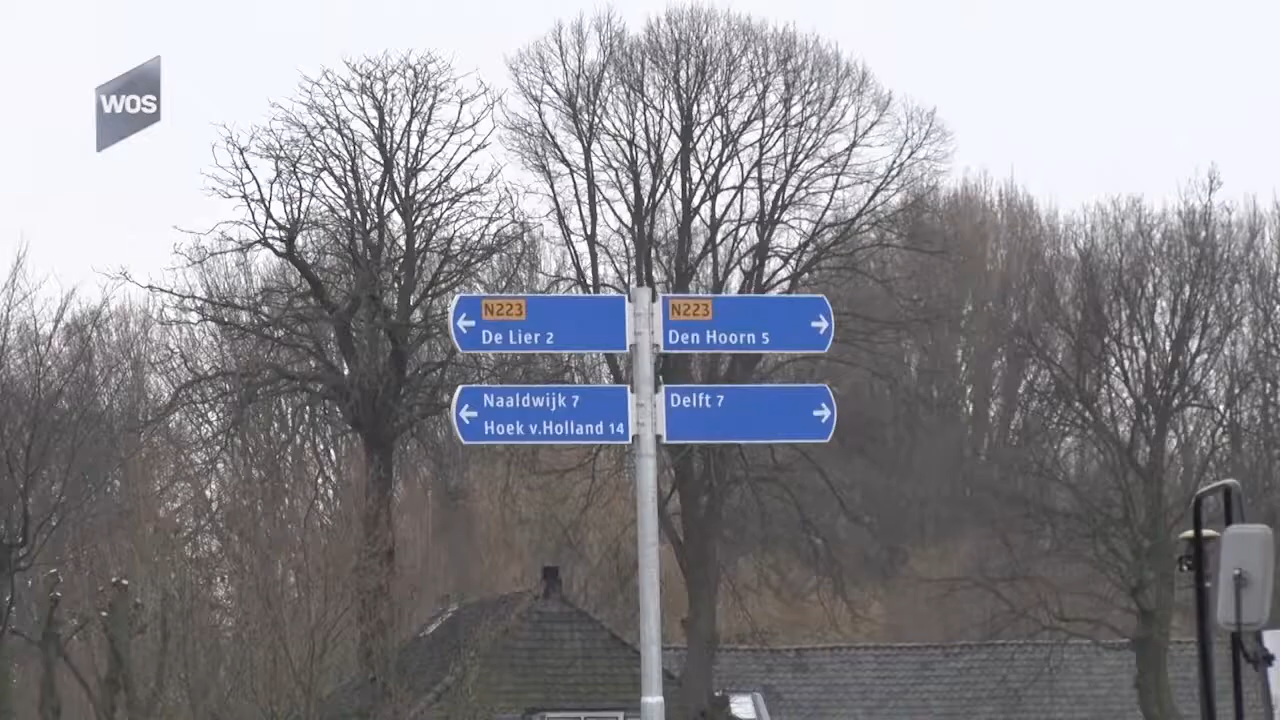 WOS
N223
De Lier 2
N223
Den Hoorn 5
Naaldwijk 7
Hoek v.Holland 14
Delft 7